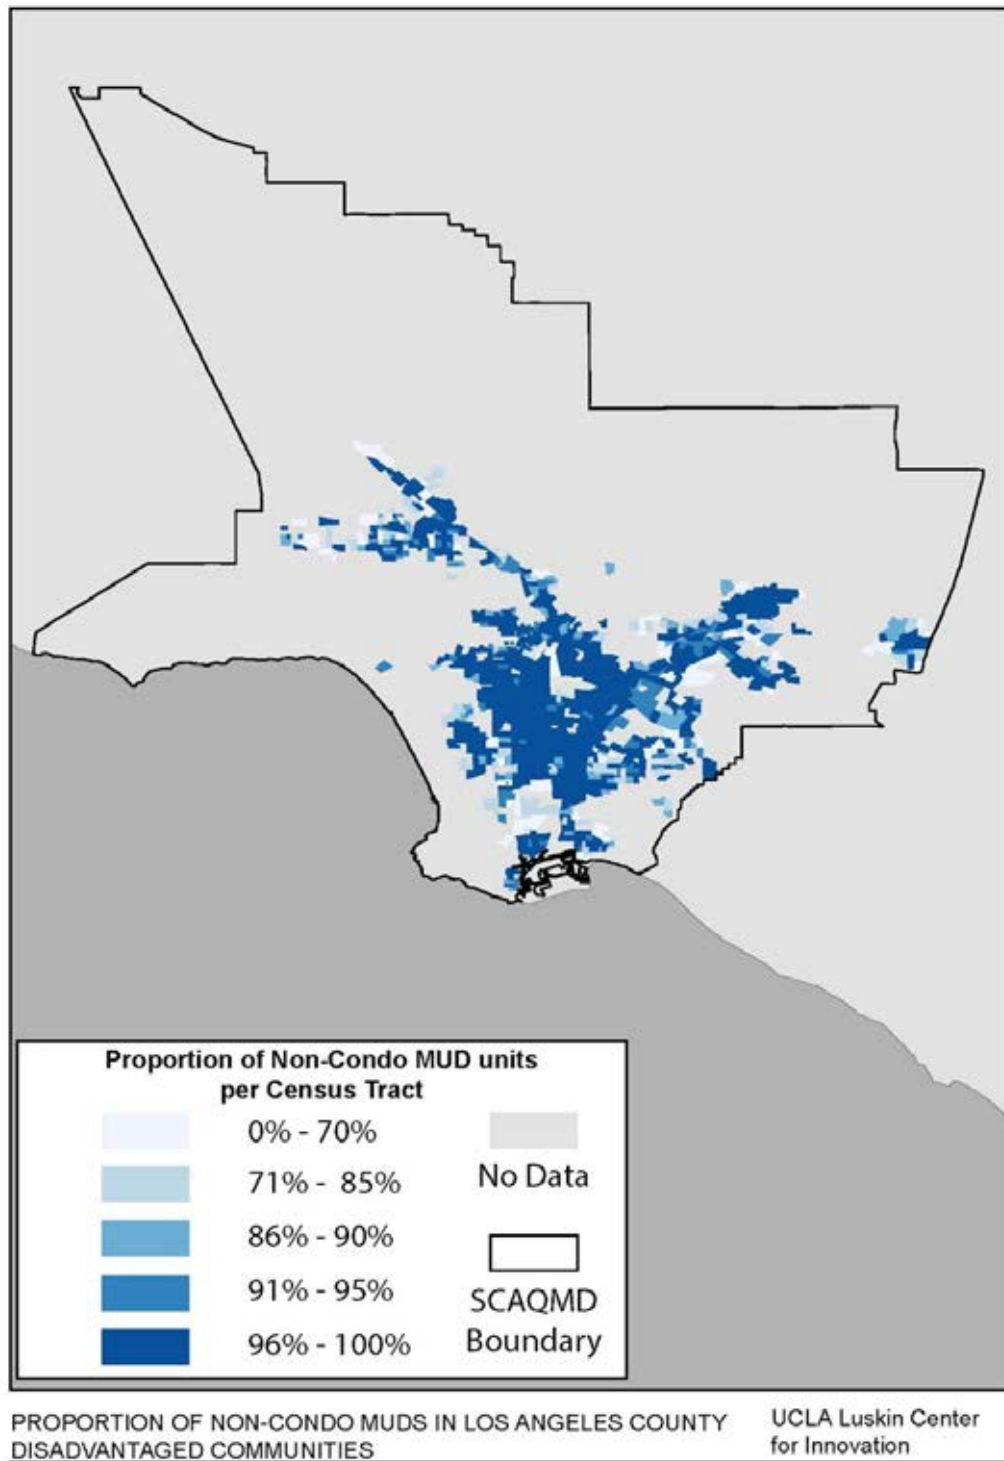 Proportion of Non-Condo MUD units
per Census Tract
0% - 70%
71% - 85%
86% - 90%
91% - 95%
96% - 100%
No Data
SCAQMD
Boundary
PROPORTION OF NON-CONDO MUDS IN LOS ANGELES COUNTY
DISADVANTAGED COMMUNITIES
UCLA Luskin Center
for Innovation